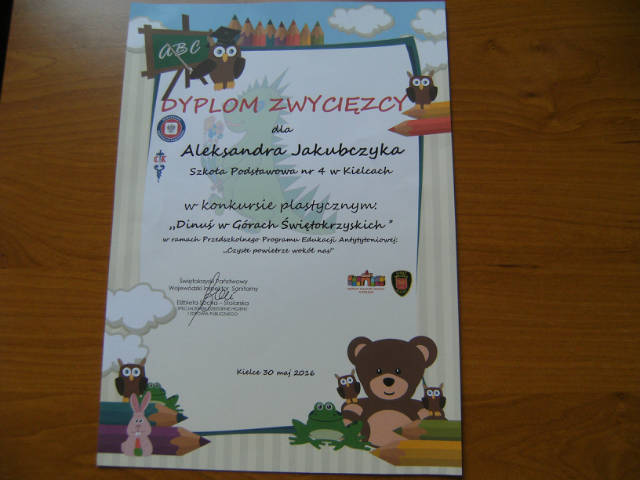 ABC
DYPLOM ZWYCIĘZCY
dla
Aleksandra Jakubczyka
Szkoła Podstawowa nr 4 w Kielcach
w konkursie plastycznym:
„Dinuś w Górach Świętokrzyskich"
w ramach Przedszkolnego Programu Edukacji Antytytoniowej:
„Czyste powietrze wokół nas"
Świętokrzyski Państwowy
Wojewódzki Inspektor Sanitarny
Elżbieta Socha - Stolarska
Kielce 30 maj 2016